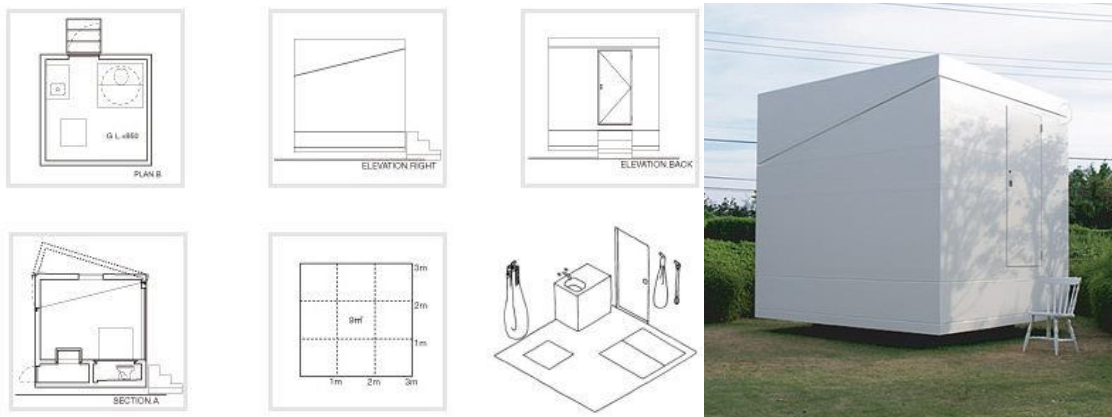 G.L.+850
PLAN.B
ELEVATION.RIGHT
ELEVATION.BACK
SECTION.A
9㎡
3m
2m
1m
1m
2m
3m